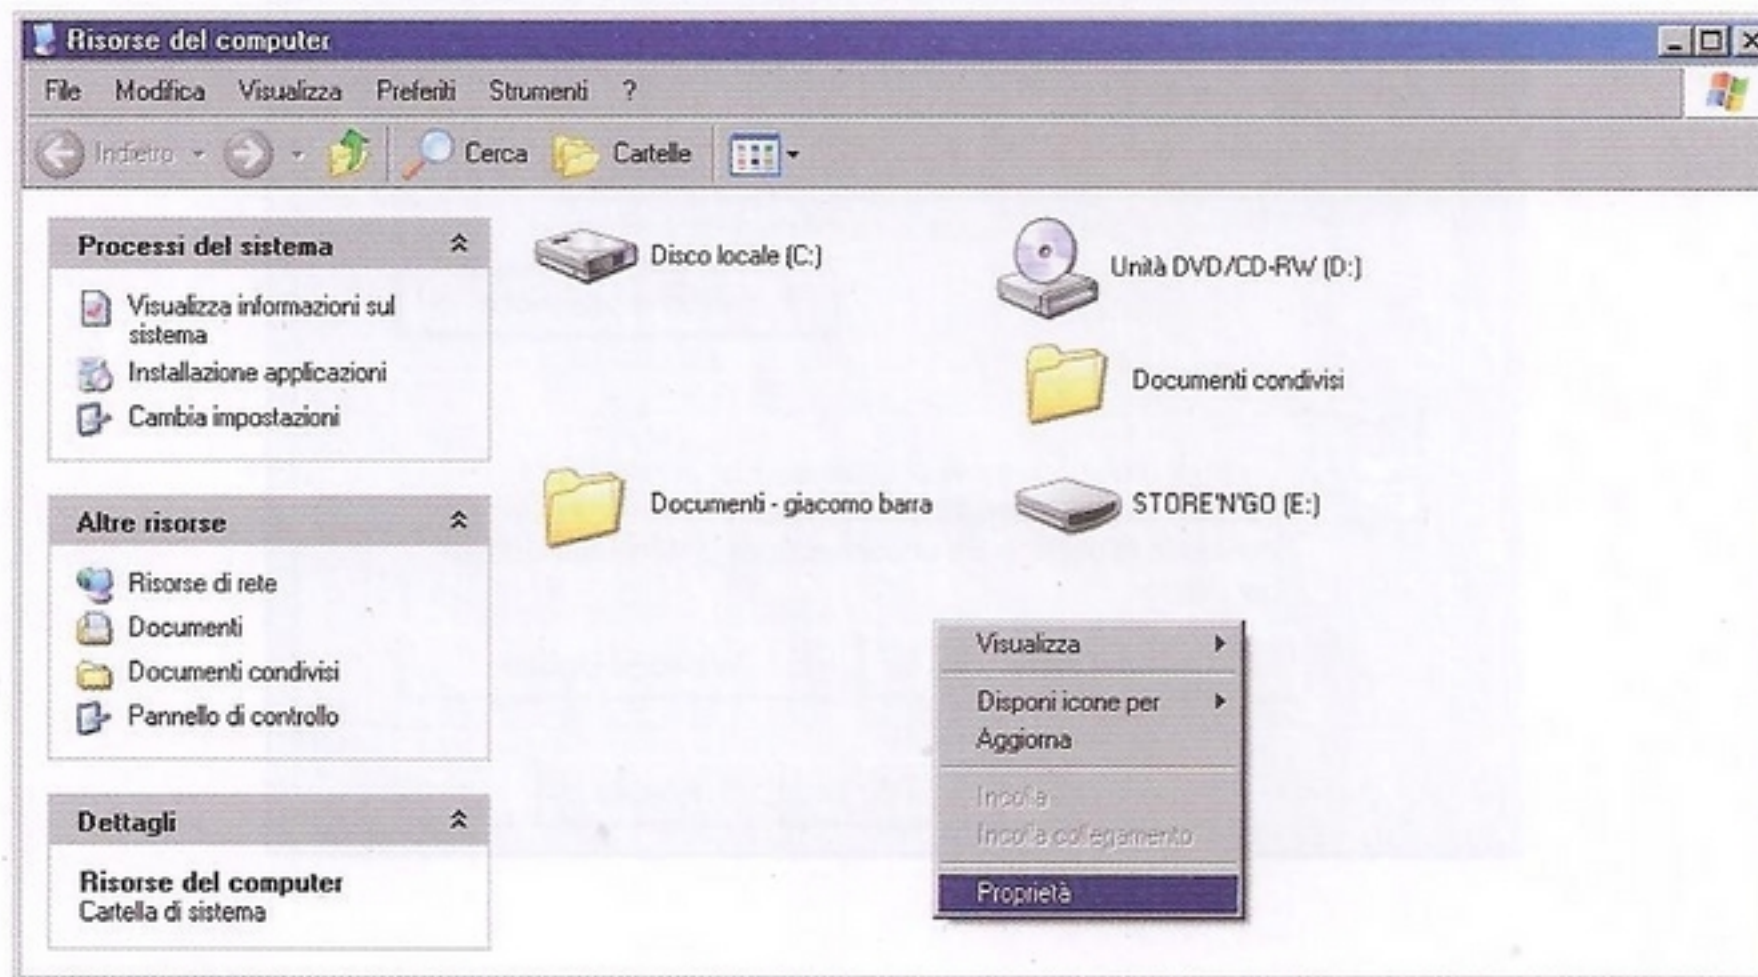 Risorse del computer
File Modifica Visualizza Preferiti Strumenti ?
Indietro Cerca Cartelle
Processi del sistema
Visualizza informazioni sul
sistema
Installazione applicazioni
Cambia impostazioni
Altre risorse
Risorse di rete
Documenti
Documenti condivisi
Pannello di controllo
Dettagli
Risorse del computer
Cartella di sistema
Disco locale (C:)
Unità DVD/CD-RW (D:)
Documenti condivisi
Documenti - giacomo barra
STORE'N'GO (E:)
Visualizza
Disponi icone per
Aggiorna
Incolla
Incolla collegamento
Proprietà